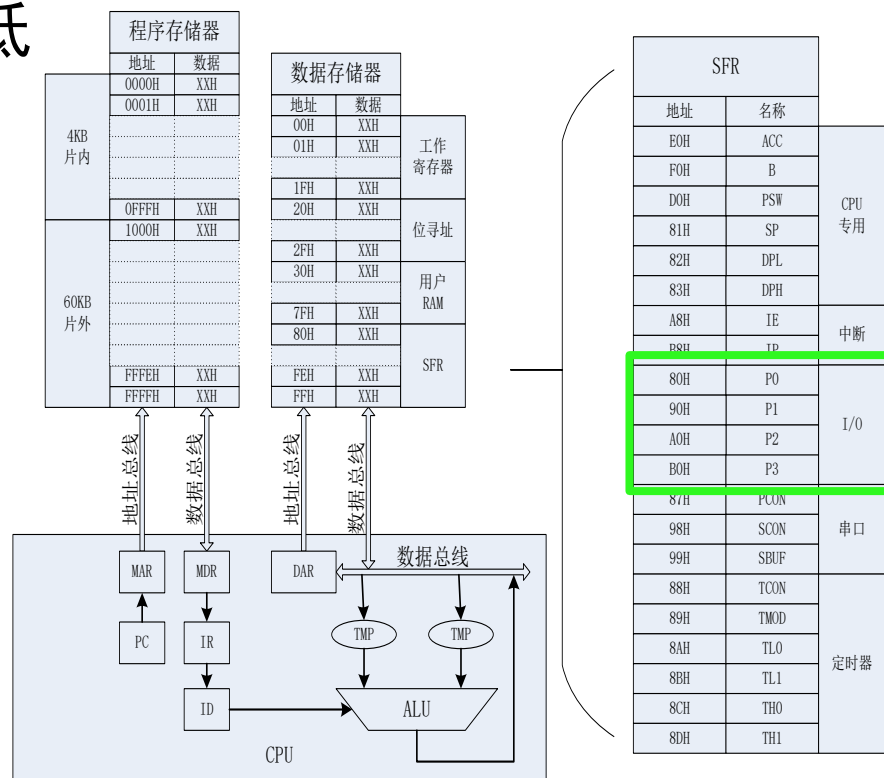 低
程序存储器
地址 数据
0000H XXH
0001H XXH
0FFFH XXH
1000H XXH
FFFEH XXH
FFFFH XXH
4KB
片内
60KB
片外
数据存储器
地址 数据
00H XXH
01H XXH
1FH XXH
20H XXH
2FH XXH
30H XXH
7FH XXH
80H XXH
FEH XXH
FFH XXH
工作
寄存器
位寻址
用户
RAM
SFR
地址总线
数据总线
地址总线
数据总线
MAR
MDR
DAR
数据总线
PC
IR
TMP
TMP
ID
ALU
CPU
SFR
地址 名称
E0H ACC
F0H B
D0H PSW
81H SP
82H DPL
83H DPH
A8H IE
B8H IP
80H P0
90H P1
A0H P2
B0H P3
87H PCON
98H SCON
99H SBUF
88H TCON
89H TMOD
8AH TL0
8BH TL1
8CH TH0
8DH TH1
CPU
专用
中断
I/O
串口
定时器